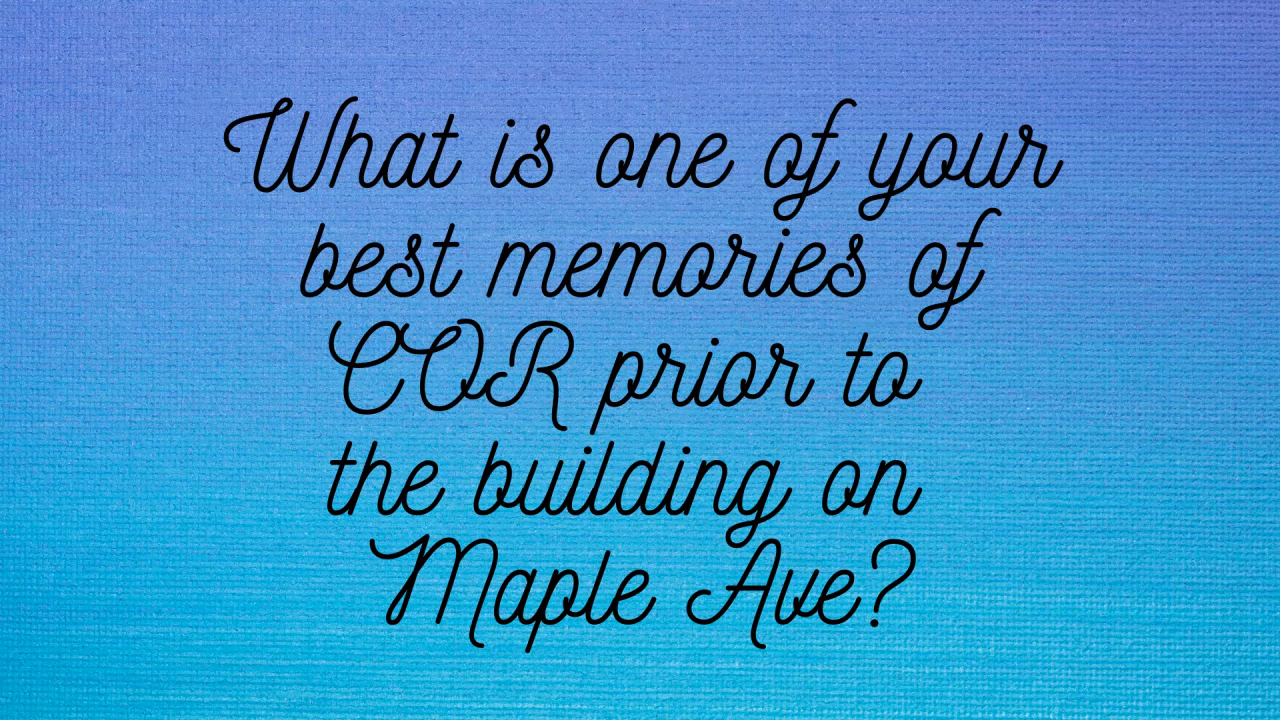 What is one of your
best memories of
COR prior to
the building on
Maple Ave?